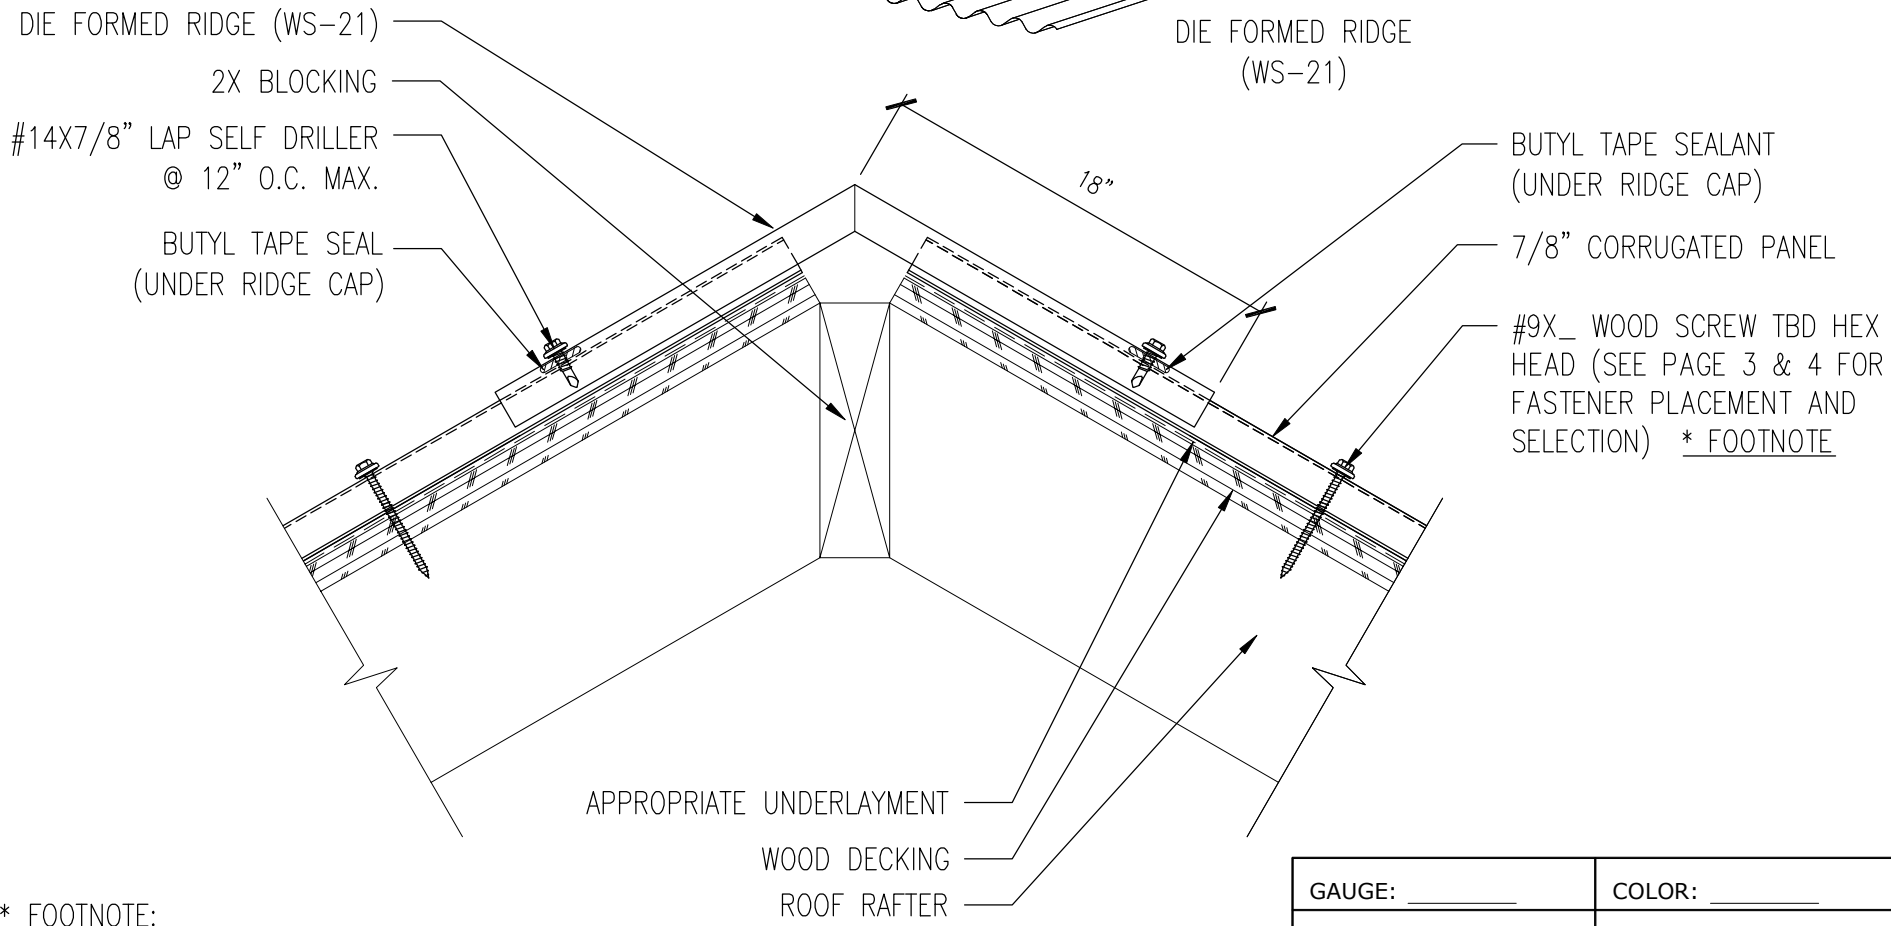 DIE FORMED RIDGE (WS-21)
2X BLOCKING
#14X7/8” LAP SELF DRILLER
@ 12” O.C. MAX.
BUTYL TAPE SEAL
(UNDER RIDGE CAP)
DIE FORMED RIDGE
(WS-21)
18”
BUTYL TAPE SEALANT
(UNDER RIDGE CAP)
7/8” CORRUGATED PANEL
#9X_ WOOD SCREW TBD HEX
HEAD (SEE PAGE 3 & 4 FOR
FASTENER PLACEMENT AND
SELECTION) * FOOTNOTE
APPROPRIATE UNDERLAYMENT
WOOD DECKING
ROOF RAFTER
* FOOTNOTE:
GAUGE: ________ COLOR: ________